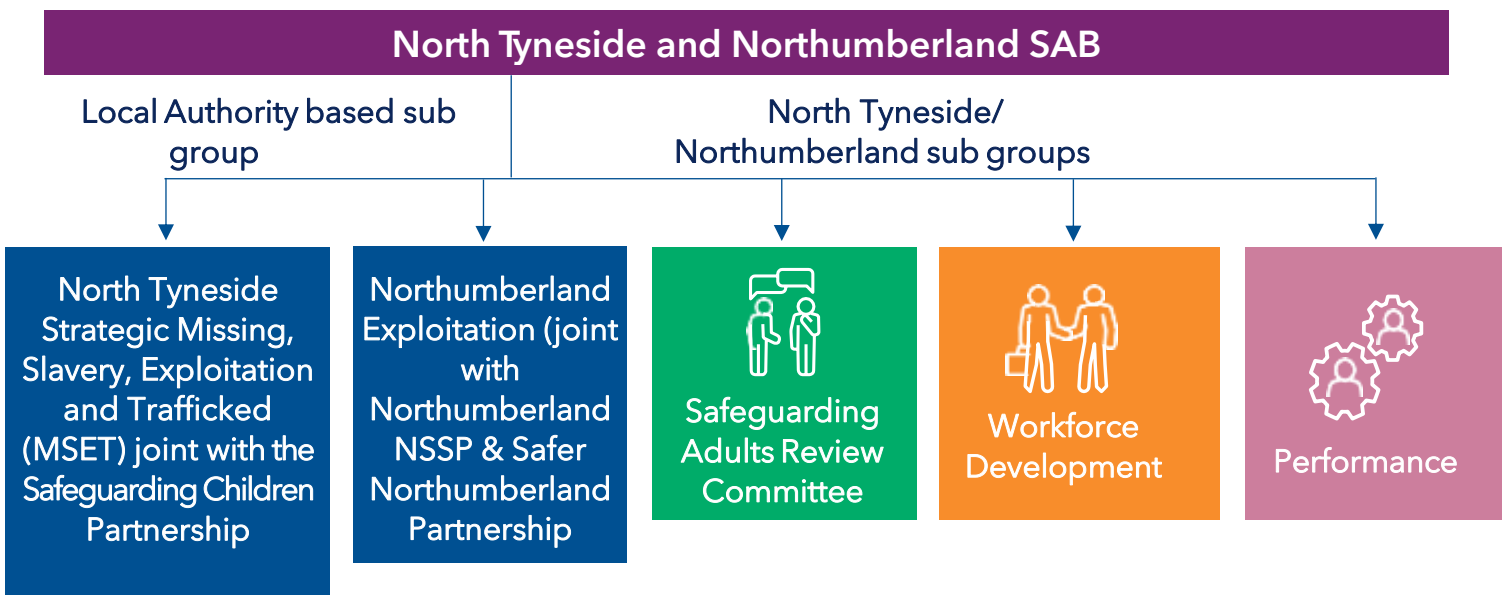 North Tyneside and Northumberland SAB
Local Authority based sub
group
North Tyneside/
Northumberland sub groups
North Tyneside
Strategic Missing,
Slavery, Exploitation
and Trafficked
(MSET) joint with the
Safeguarding Children
Partnership
Northumberland
Exploitation (joint
with
Northumberland
NSSP & Safer
Northumberland
Partnership
Safeguarding
Adults Review
Committee
Workforce
Development
Performance